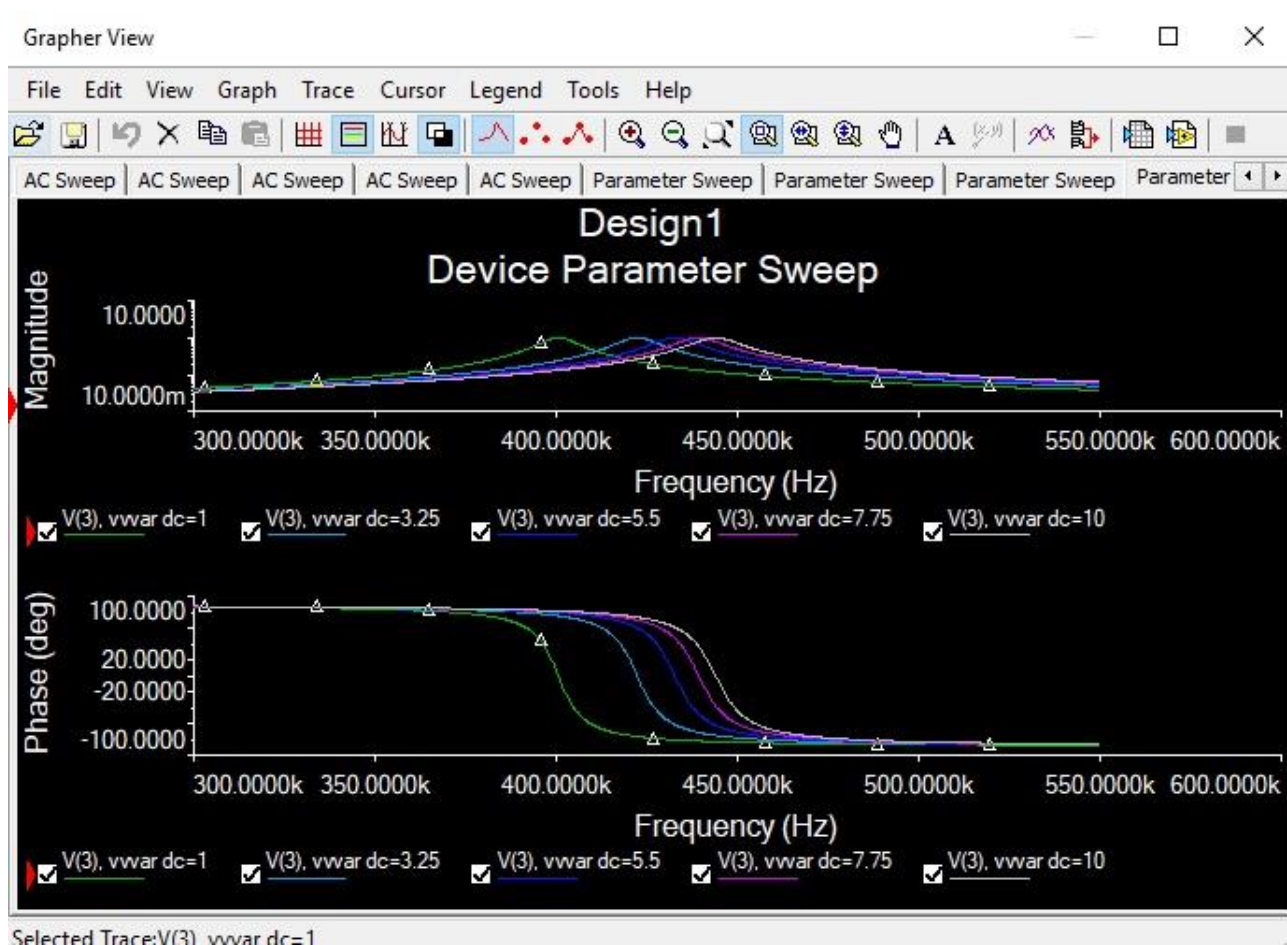 Grapher View
File Edit View Graph Trace Cursor Legend Tools Help
A (x,y)
AC Sweep AC Sweep AC Sweep AC Sweep AC Sweep Parameter Sweep Parameter Sweep Parameter Sweep Parameter
Design1
Device Parameter Sweep
Magnitude
10.0000
10.0000m
300.0000k 350.0000k 400.0000k 450.0000k 500.0000k 550.0000k 600.0000k
Frequency (Hz)
V(3), vvvar dc=1 V(3), vvvar dc=3.25 V(3), vvvar dc=5.5 V(3), vvvar dc=7.75 V(3), vvvar dc=10
Phase (deg)
100.0000
20.0000
-20.0000
-100.0000
300.0000k 350.0000k 400.0000k 450.0000k 500.0000k 550.0000k 600.0000k
Frequency (Hz)
V(3), vvvar dc=1 V(3), vvvar dc=3.25 V(3), vvvar dc=5.5 V(3), vvvar dc=7.75 V(3), vvvar dc=10
Selected Trace:V(3), vvvar dc=1